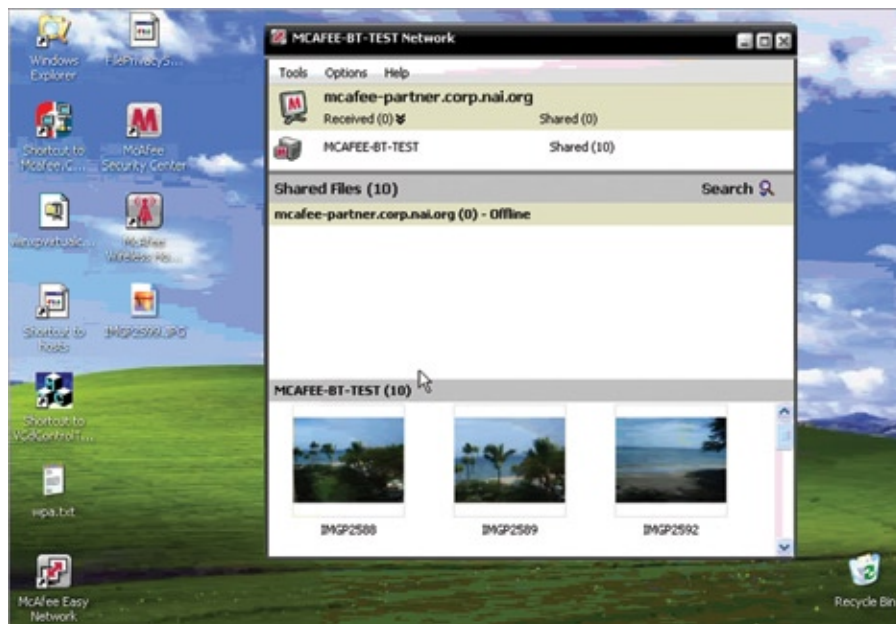 Windows Explorer
FilePrivacyS...
Shortcut to
McAfee Security Center
McAfee Wireless Ho...
Shortcut to hosts
IMGP2599.JPG
Shortcut to
wpa.txt
McAfee Easy Network
MCAFEE-BT-TEST Network
Tools Options Help
mcafee-partner.corp.nai.org
Received (0) Shared (0)
MCAFEE-BT-TEST Shared (10)
Shared Files (10) Search
mcafee-partner.corp.nai.org (0) - Offline
MCAFEE-BT-TEST (10)
IMGP2588 IMGP2589 IMGP2592
Recycle Bin